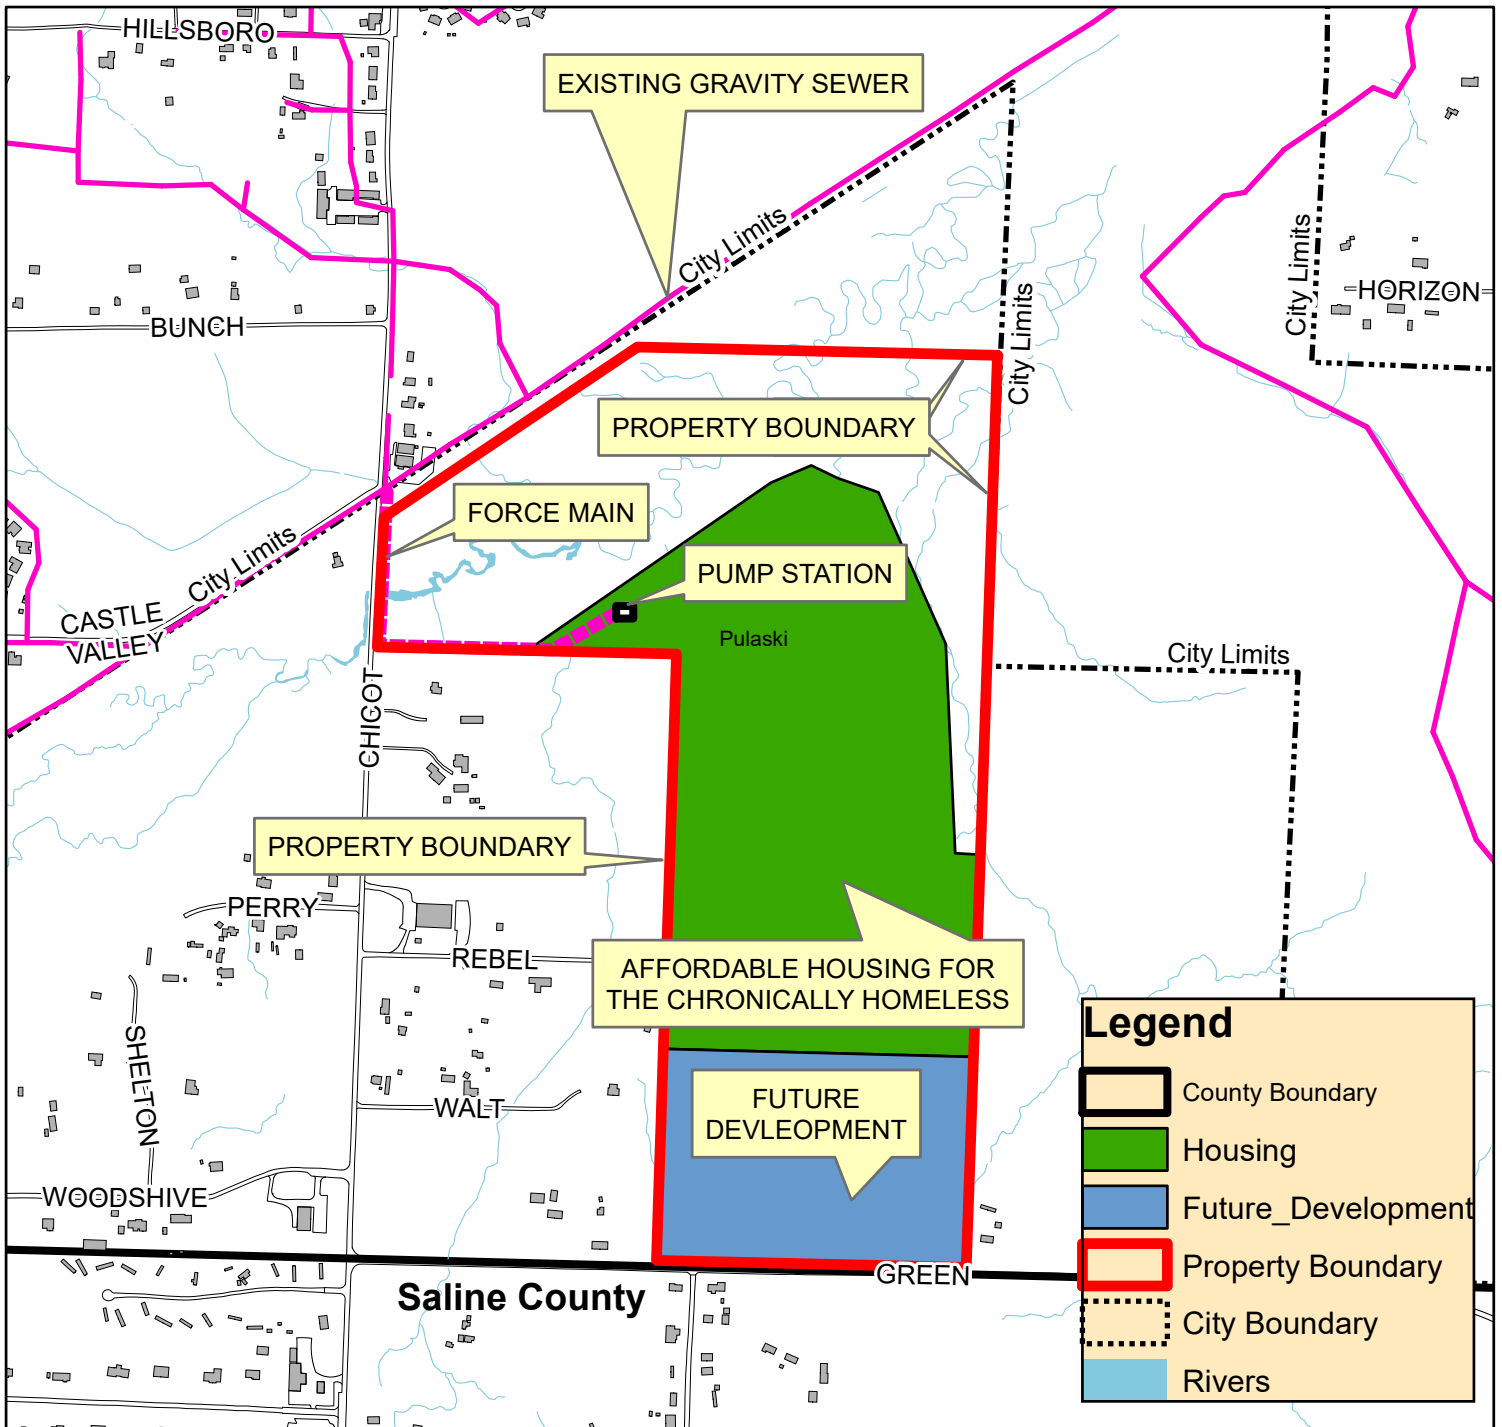 HILLSBORO
EXISTING GRAVITY SEWER
City Limits
City Limits
HORIZON
BUNCH
City Limits
PROPERTY BOUNDARY
FORCE MAIN
City Limits
PUMP STATION
CASTLE
VALLEY
Pulaski
City Limits
CHICOT
PROPERTY BOUNDARY
PERRY
REBEL
AFFORDABLE HOUSING FOR
THE CHRONICALLY HOMELESS
SHELTON
WALT
FUTURE
DEVLEOPMENT
WOODSHIVE
GREEN
Saline County
Legend
County Boundary
Housing
Future_Development
Property Boundary
City Boundary
Rivers